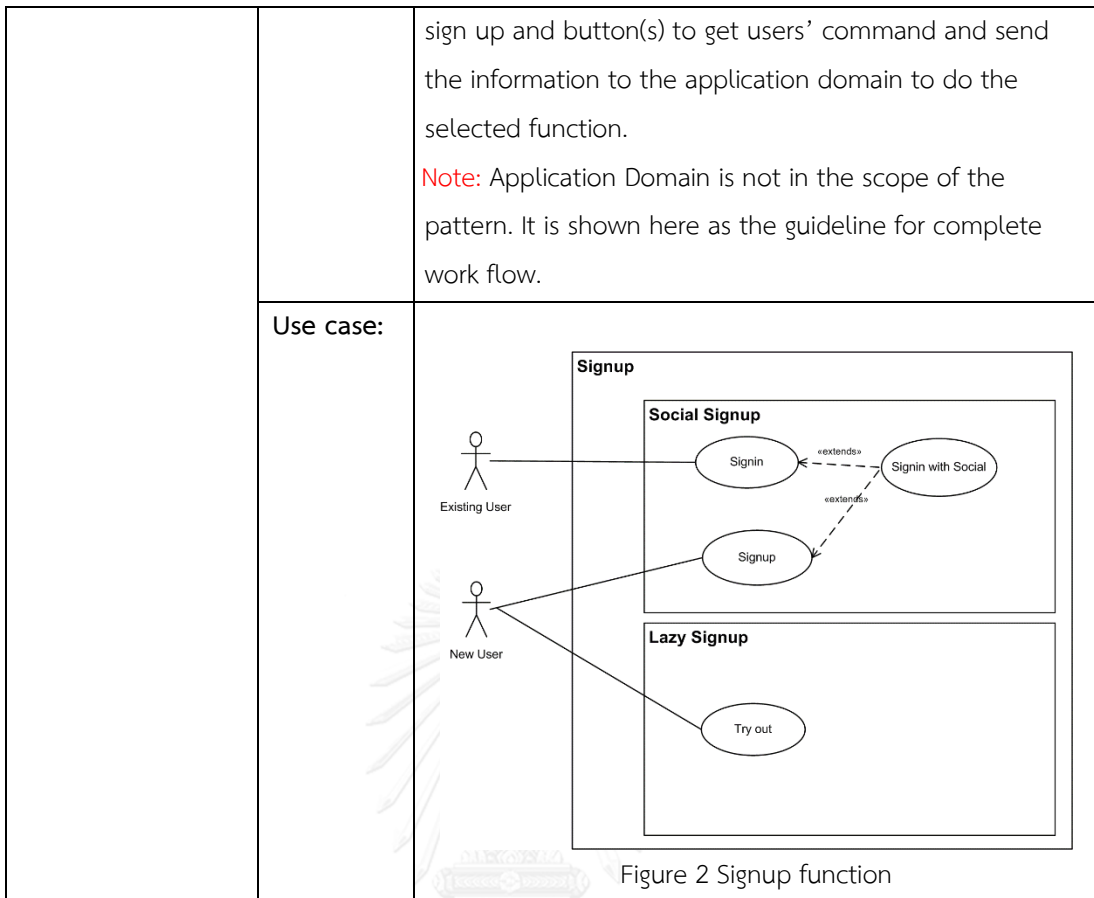 sign up and button(s) to get users’ command and send
the information to the application domain to do the
selected function.
Note: Application Domain is not in the scope of the
pattern. It is shown here as the guideline for complete
work flow.
Use case:
Signup
Social Signup
Signin
«extends»
Signin with Social
Existing User
«extends»
Signup
New User
Lazy Signup
Try out
Figure 2 Signup function